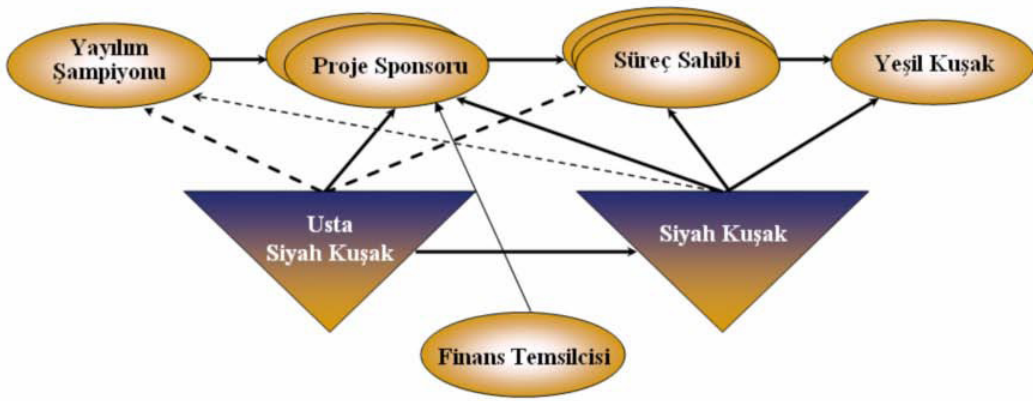 Yayılım
Şampiyonu
Proje Sponsoru
Süreç Sahibi
Yeşil Kuşak
Usta
Siyah Kuşak
Siyah Kuşak
Finans Temsilcisi